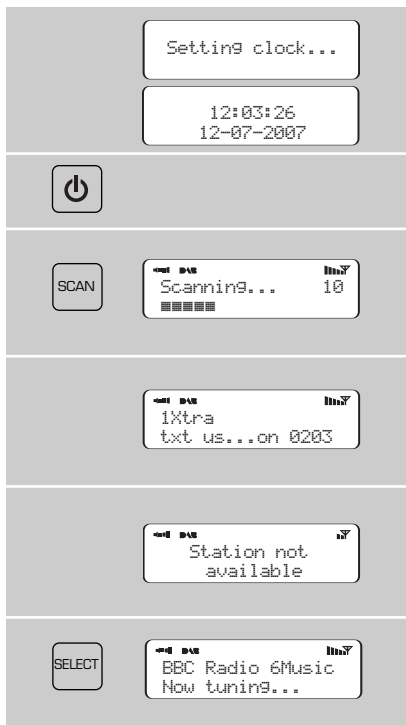 Setting clock...
12:03:26
12-07-2007
SCAN
DAB
Scanning... 10
DAB
1Xtra
txt us...on 0203
DAB
Station not
available
SELECT
DAB
BBC Radio 6Music
Now tuning...